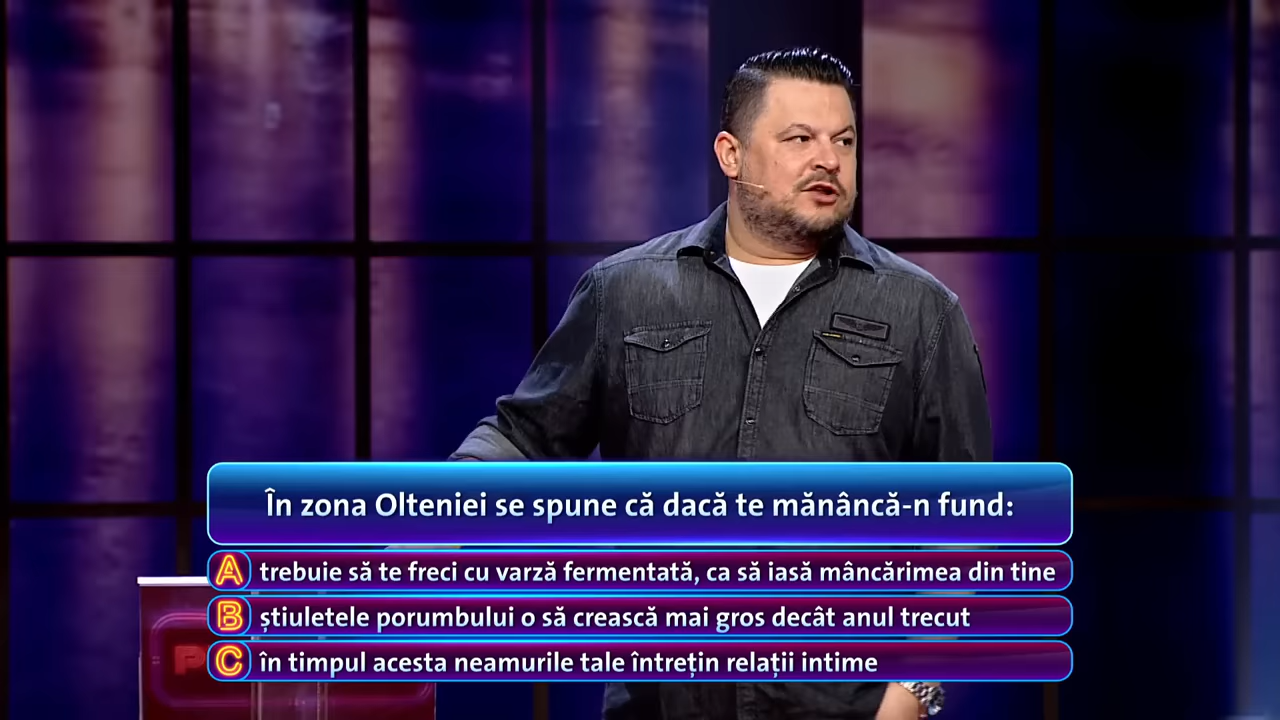 În zona Olteniei se spune că dacă te mănâncă-n fund:
A trebuie să te freci cu varză fermentată, ca să iasă mâncărimea din tine
B știuletele porumbului o să crească mai gros decât anul trecut
C în timpul acesta neamurile tale întrețin relații intime